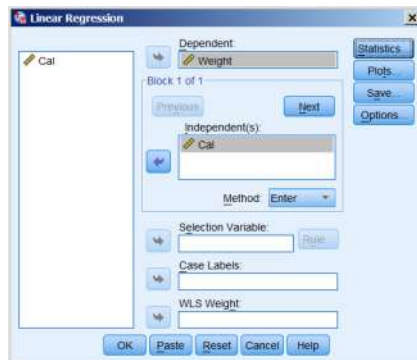 Linear Regression
Cal
Dependent:
Weight
Block 1 of 1
Previous
Next
Independent(s):
Cal
Method: Enter
Selection Variable:
Rule...
Case Labels:
WLS Weight:
Statistics...
Plots...
Save...
Options...
OK Paste Reset Cancel Help